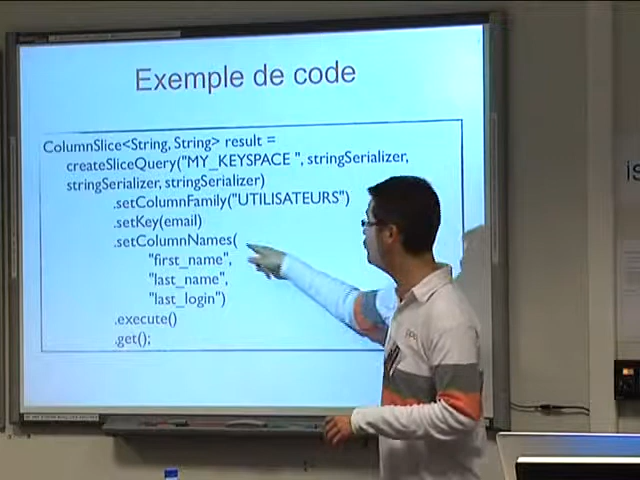 Exemple de code
ColumnSlice<String, String> result =
createSliceQuery("MY_KEYSPACE ", stringSerializer,
stringSerializer, stringSerializer)
.setColumnFamily("UTILISATEURS")
.setKey(email)
.setColumnNames(
"first_name",
"last_name",
"last_login")
.execute()
.get();